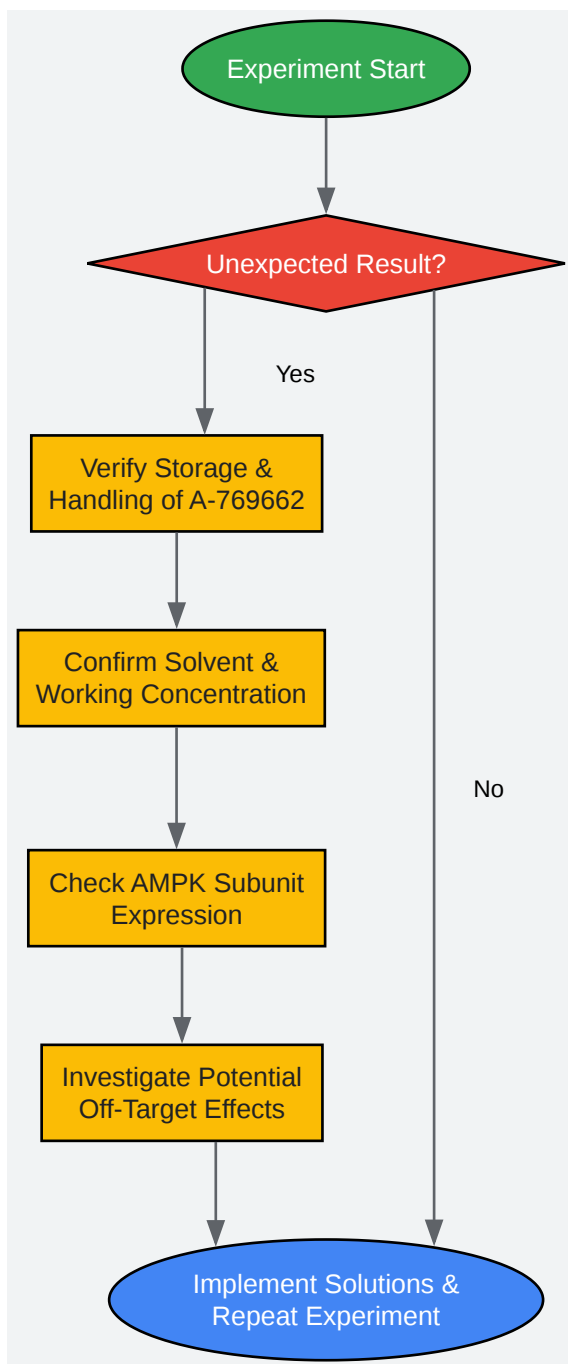 Experiment Start
Unexpected Result?
Yes
Verify Storage &
Handling of A-769662
Confirm Solvent &
Working Concentration
No
Check AMPK Subunit
Expression
Investigate Potential
Off-Target Effects
Implement Solutions &
Repeat Experiment